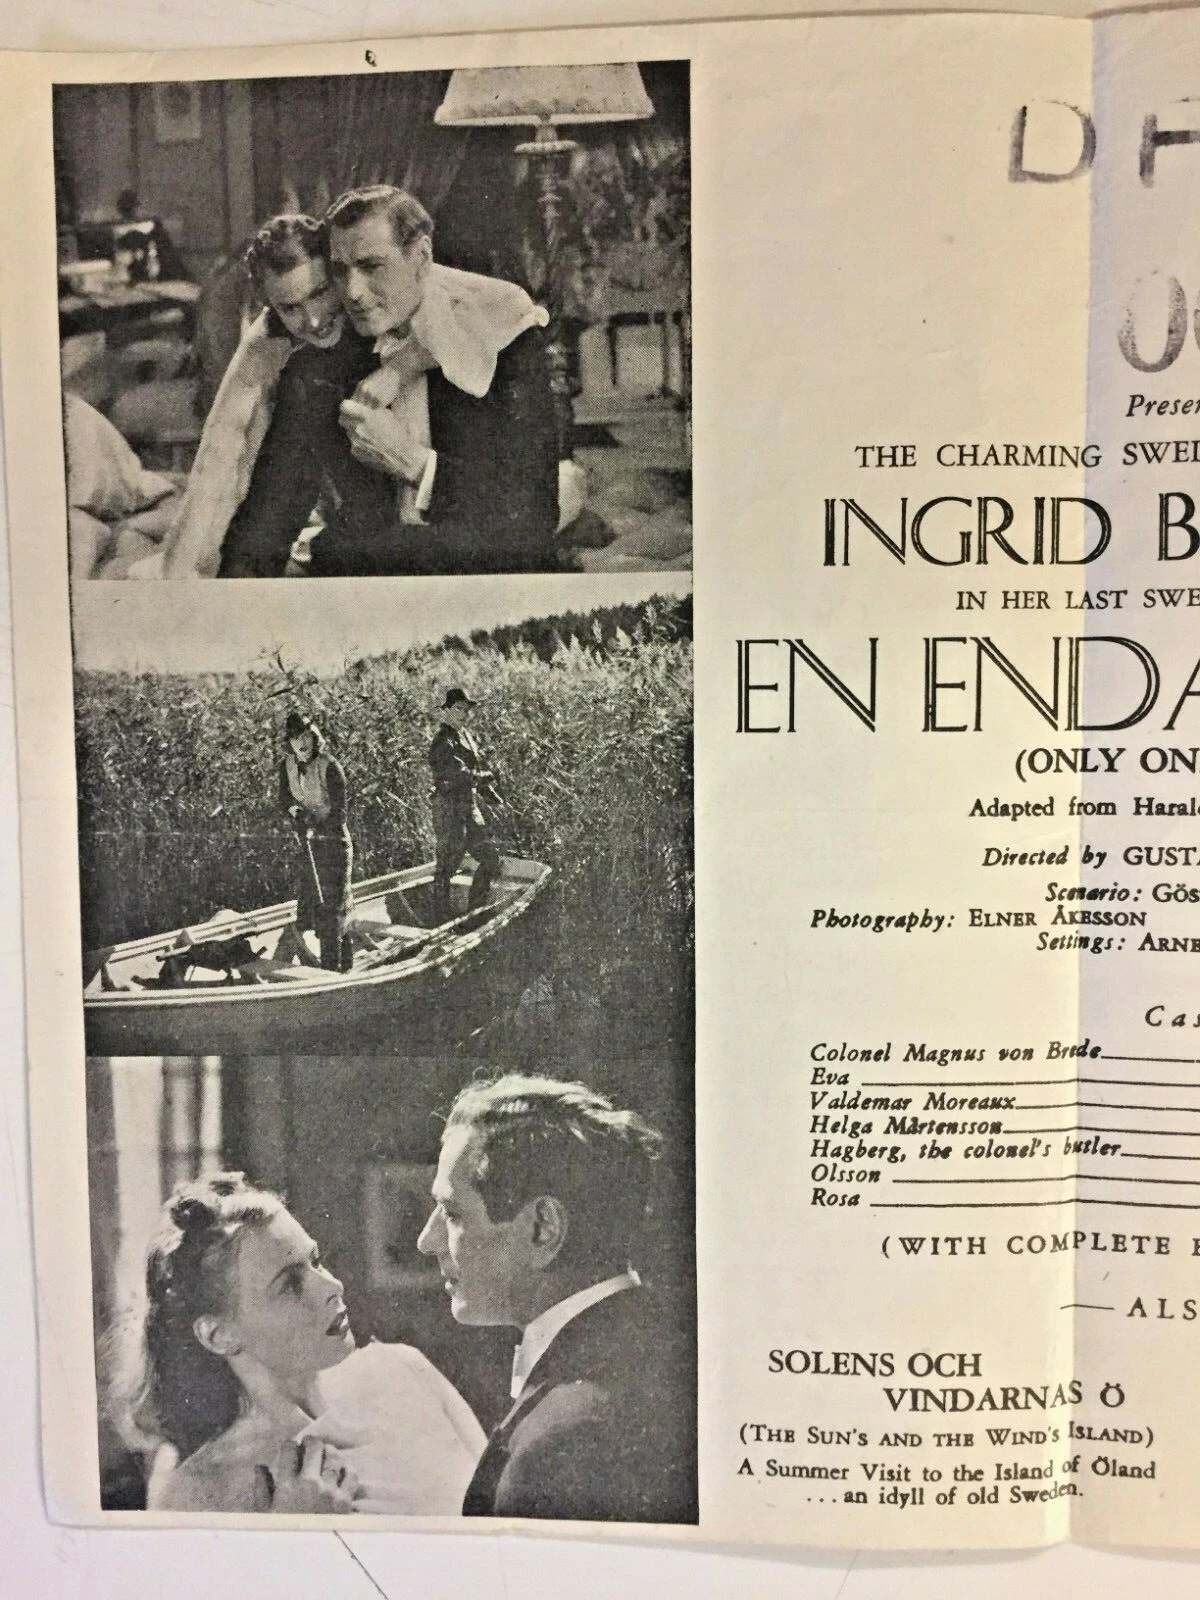 D
Presen
THE CHARMING SWED
INGRID B
IN HER LAST SWE
EN ENDA
(ONLY ON
Adapted from Harald
Directed by GUSTA
Scenario: GÖS
Photography: ELNER ÅKESSON
Settings: ARNE
Cas
Colonel Magnus von Brede
Eva
Valdemar Moreaux
Helga Mårtensson
Hagberg, the colonel's butler
Olsson
Rosa
(WITH COMPLETE E
— ALS
SOLENS OCH
VINDARNAS Ö
(THE SUN'S AND THE WIND'S ISLAND)
A Summer Visit to the Island of Öland
...an idyll of old Sweden.